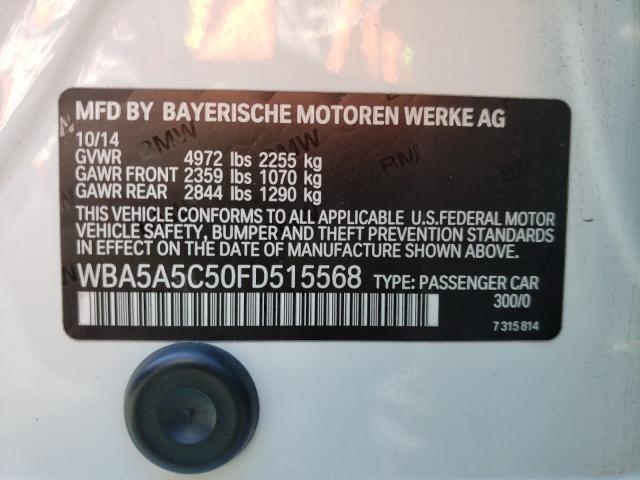 MFD BY BAYERISCHE MOTOREN WERKE AG
10/14
GVWR 4972 lbs 2255 kg
GAWR FRONT 2359 lbs 1070 kg
GAWR REAR 2844 lbs 1290 kg
THIS VEHICLE CONFORMS TO ALL APPLICABLE U.S.FEDERAL MOTOR
VEHICLE SAFETY, BUMPER AND THEFT PREVENTION STANDARDS
IN EFFECT ON THE DATE OF MANUFACTURE SHOWN ABOVE.
WBA5A5C50FD515568 TYPE: PASSENGER CAR
300/0
7 315 814
BMW
BMW